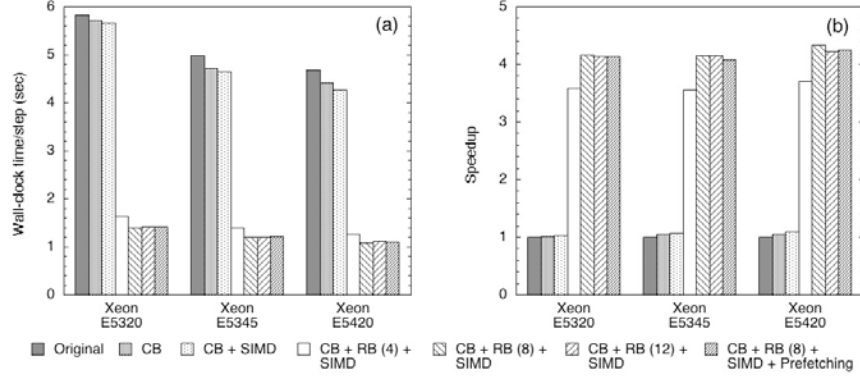 (a)
Wall-clock time/step (sec)
6
5
4
3
2
1
0
Xeon E5320
Xeon E5345
Xeon E5420
(b)
Speedup
5
4
3
2
1
0
Xeon E5320
Xeon E5345
Xeon E5420
Original
CB
CB + SIMD
CB + RB (4) +
SIMD
CB + RB (8) +
SIMD
CB + RB (12) +
SIMD
CB + RB (8) +
SIMD + Prefetching